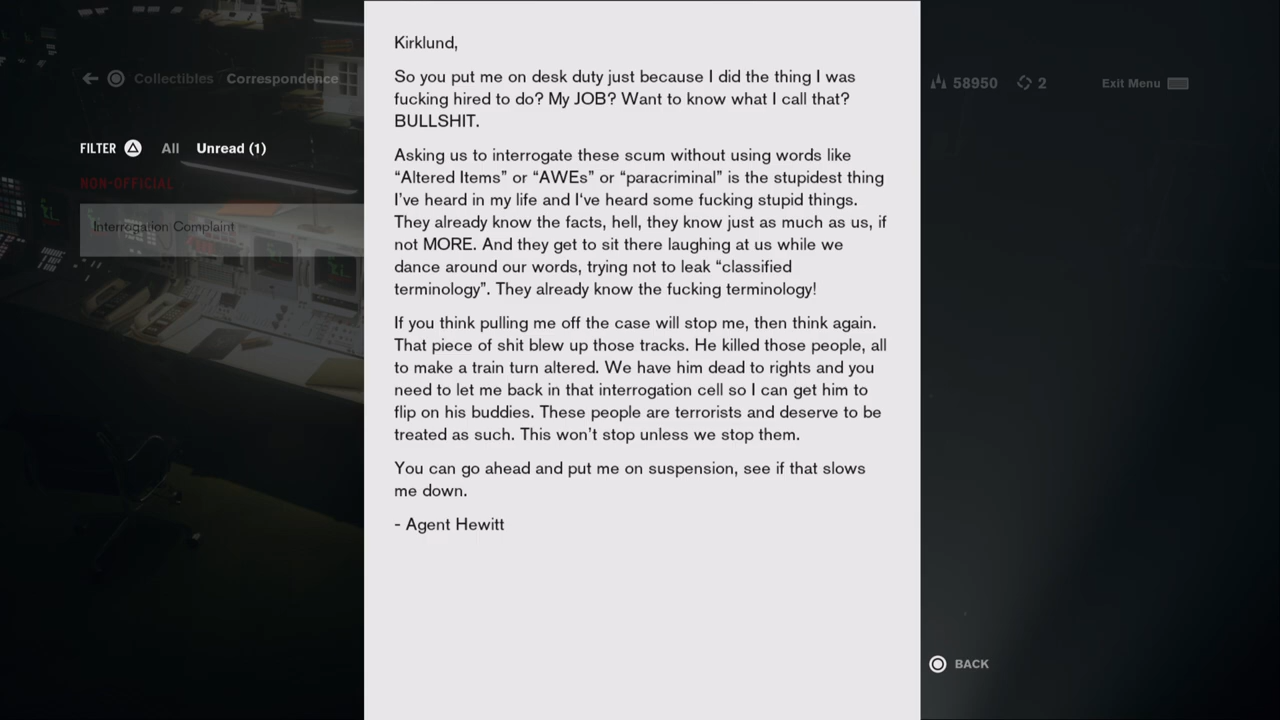 Collectibles Correspondence
58950 2 Exit Menu
FILTER All Unread (1)
NON-OFFICIAL
Interrogation Complaint
Kirklund,
So you put me on desk duty just because I did the thing I was
fucking hired to do? My JOB? Want to know what I call that?
BULLSHIT.
Asking us to interrogate these scum without using words like
“Altered Items” or “AWEs” or “paracriminal” is the stupidest thing
I’ve heard in my life and I‘ve heard some fucking stupid things.
They already know the facts, hell, they know just as much as us, if
not MORE. And they get to sit there laughing at us while we
dance around our words, trying not to leak “classified
terminology”. They already know the fucking terminology!
If you think pulling me off the case will stop me, then think again.
That piece of shit blew up those tracks. He killed those people, all
to make a train turn altered. We have him dead to rights and you
need to let me back in that interrogation cell so I can get him to
flip on his buddies. These people are terrorists and deserve to be
treated as such. This won’t stop unless we stop them.
You can go ahead and put me on suspension, see if that slows
me down.
- Agent Hewitt
BACK